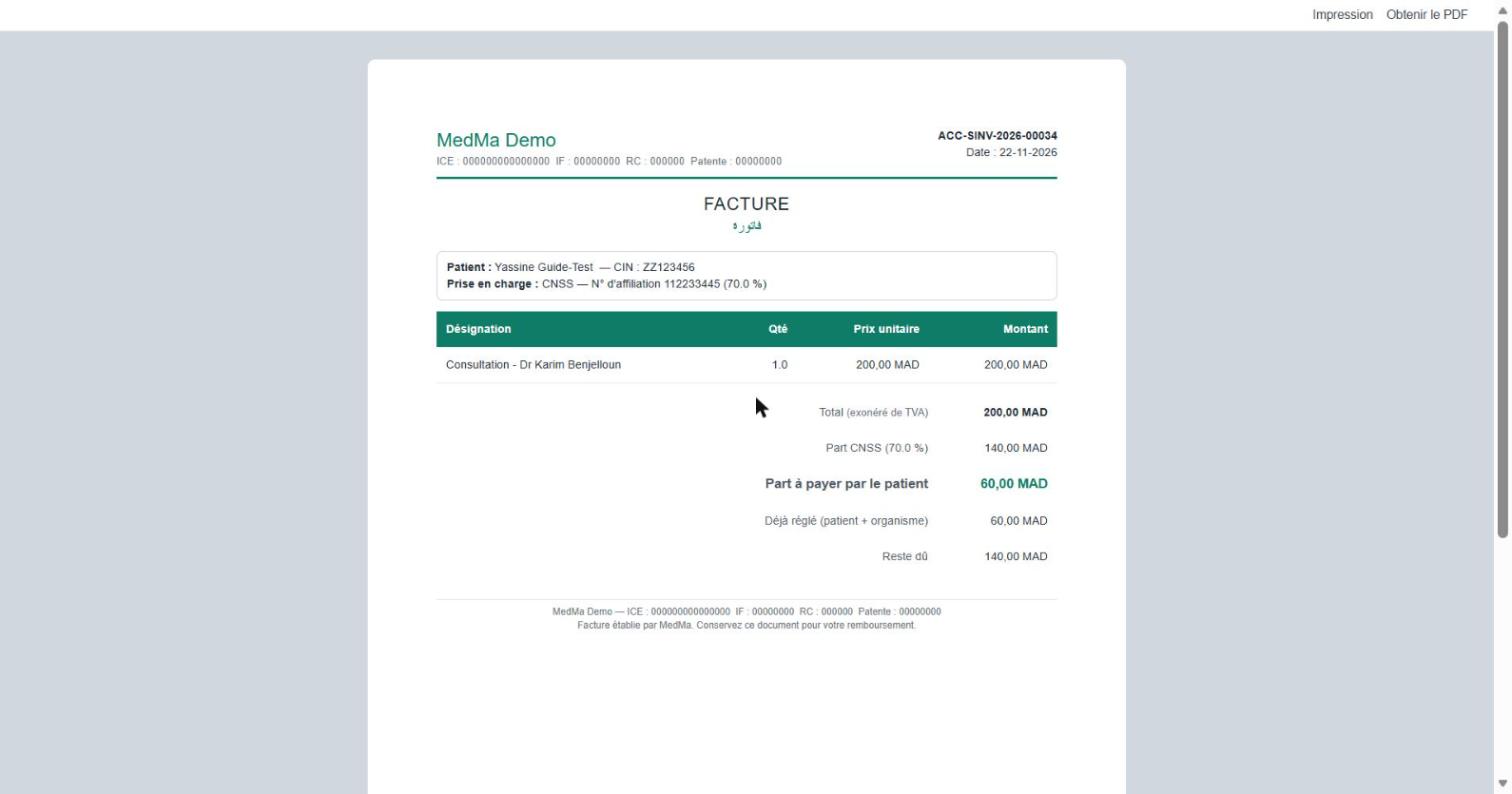 Impression Obtenir le PDF
MedMa Demo
ACC-SINV-2026-00034
ICE : 000000000000000 IF : 00000000 RC : 000000 Patente : 00000000
Date : 22-11-2026
FACTURE
فاتورة
Patient : Yassine Guide-Test — CIN : ZZ123456
Prise en charge : CNSS — N° d'affiliation 112233445 (70.0 %)
Désignation Qté Prix unitaire Montant
Consultation - Dr Karim Benjelloun 1.0 200,00 MAD 200,00 MAD
Total (exonéré de TVA) 200,00 MAD
Part CNSS (70.0 %) 140,00 MAD
Part à payer par le patient 60,00 MAD
Déjà réglé (patient + organisme) 60,00 MAD
Reste dû 140,00 MAD
MedMa Demo — ICE : 000000000000000 IF : 00000000 RC : 000000 Patente : 00000000
Facture établie par MedMa. Conservez ce document pour votre remboursement.